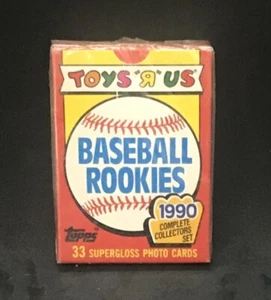 TOYS "R" US
BASEBALL
ROOKIES
1990
COMPLETE
COLLECTORS
SET
Topps
33 SUPERGLOSS PHOTO CARDS